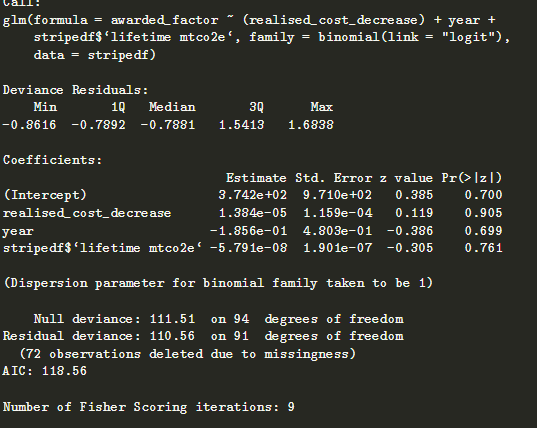 Call:
glm(formula = awarded_factor ~ (realised_cost_decrease) + year +
stripedf$‘lifetime mtco2e‘, family = binomial(link = "logit"),
data = stripedf)
Deviance Residuals:
Min 1Q Median 3Q Max
-0.8616 -0.7892 -0.7881 1.5413 1.6838
Coefficients:
Estimate Std. Error z value Pr(>|z|)
(Intercept) 3.742e+02 9.710e+02 0.385 0.700
realised_cost_decrease 1.384e-05 1.159e-04 0.119 0.905
year -1.856e-01 4.803e-01 -0.386 0.699
stripedf$‘lifetime mtco2e‘ -5.791e-08 1.901e-07 -0.305 0.761
(Dispersion parameter for binomial family taken to be 1)
Null deviance: 111.51 on 94 degrees of freedom
Residual deviance: 110.56 on 91 degrees of freedom
(72 observations deleted due to missingness)
AIC: 118.56
Number of Fisher Scoring iterations: 9